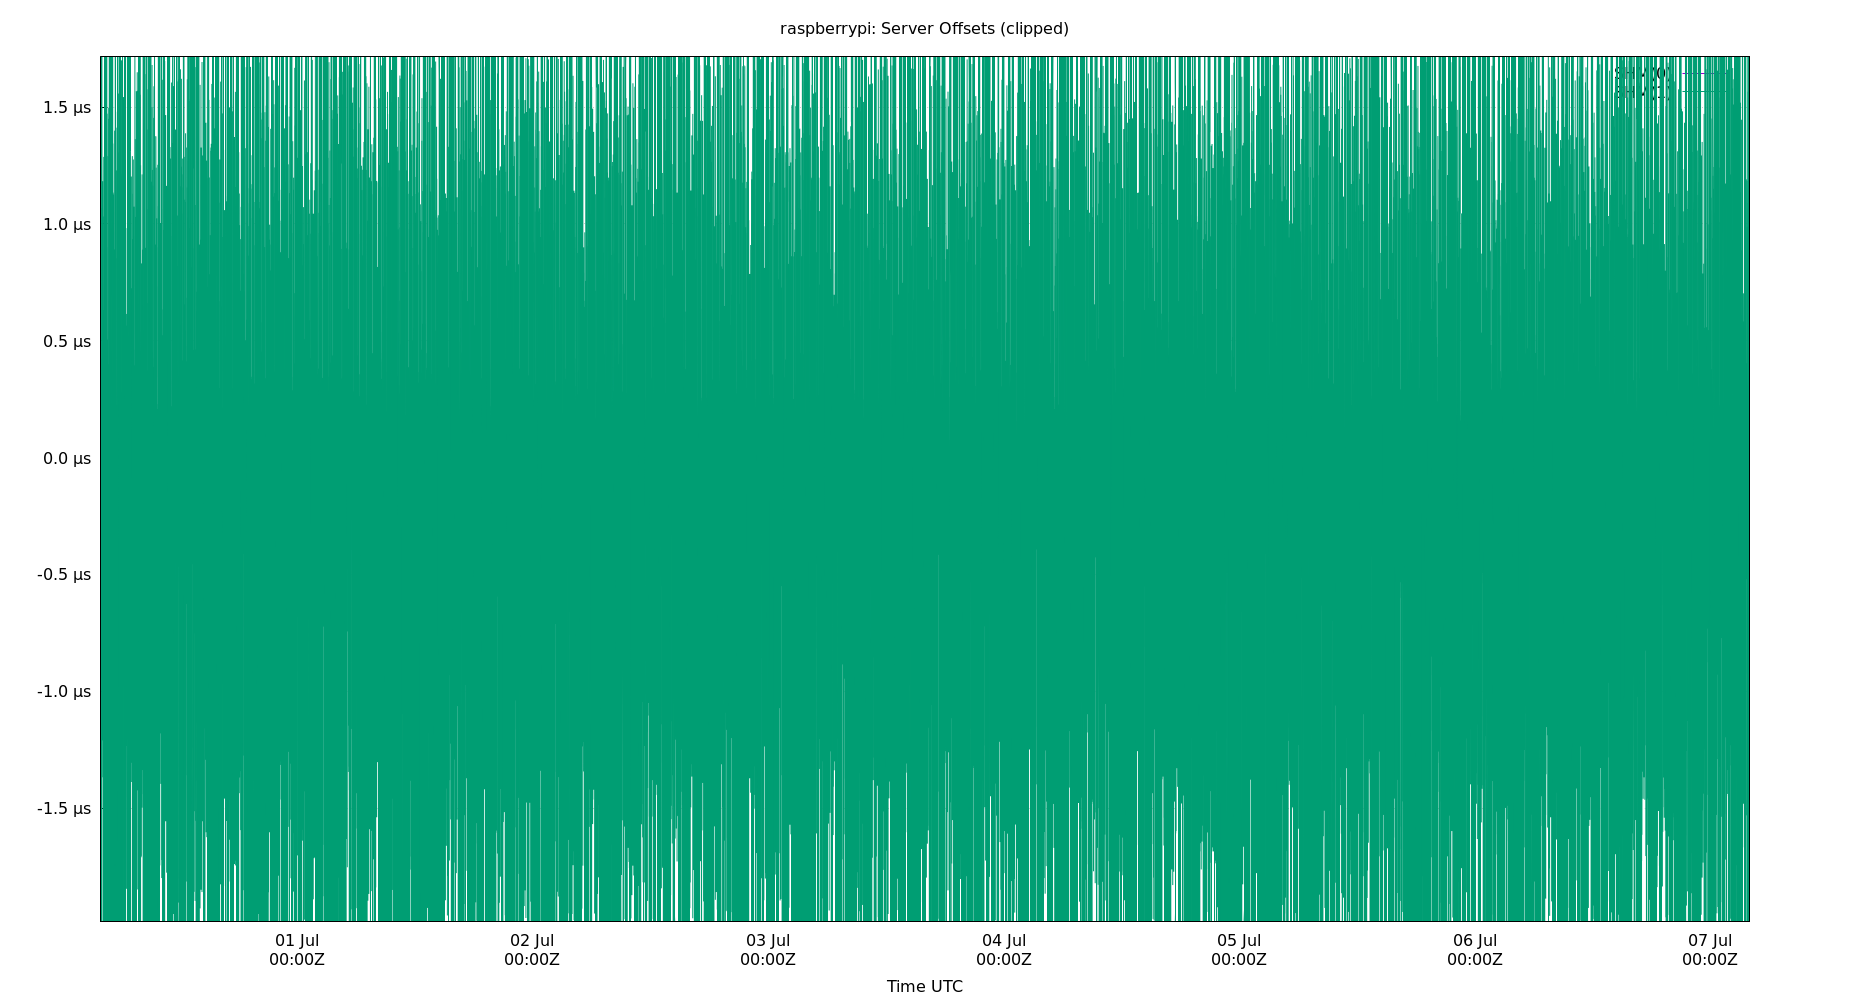 raspberrypi: Server Offsets (clipped)
1.5 µs
1.0 µs
0.5 µs
0.0 µs
-0.5 µs
-1.0 µs
-1.5 µs
01 Jul 02 Jul 03 Jul 04 Jul 05 Jul 06 Jul 07 Jul
00:00Z 00:00Z 00:00Z 00:00Z 00:00Z 00:00Z 00:00Z
Time UTC